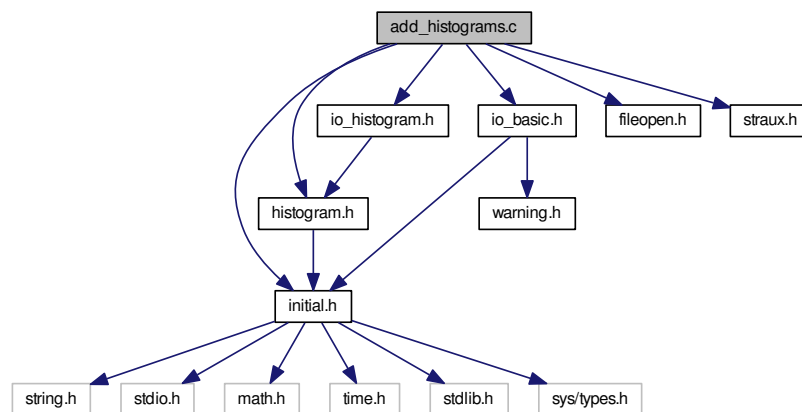 add_histograms.c
io_histogram.h
io_basic.h
fileopen.h
straux.h
histogram.h
warning.h
initial.h
string.h
stdio.h
math.h
time.h
stdlib.h
sys/types.h